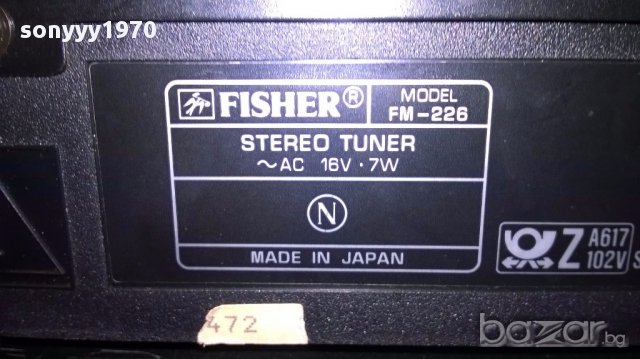 sonyyy1970
FISHER® MODEL FM-226
STEREO TUNER
~AC 16V·7W
N
MADE IN JAPAN
Z A617
102V S
472
bazar.bg